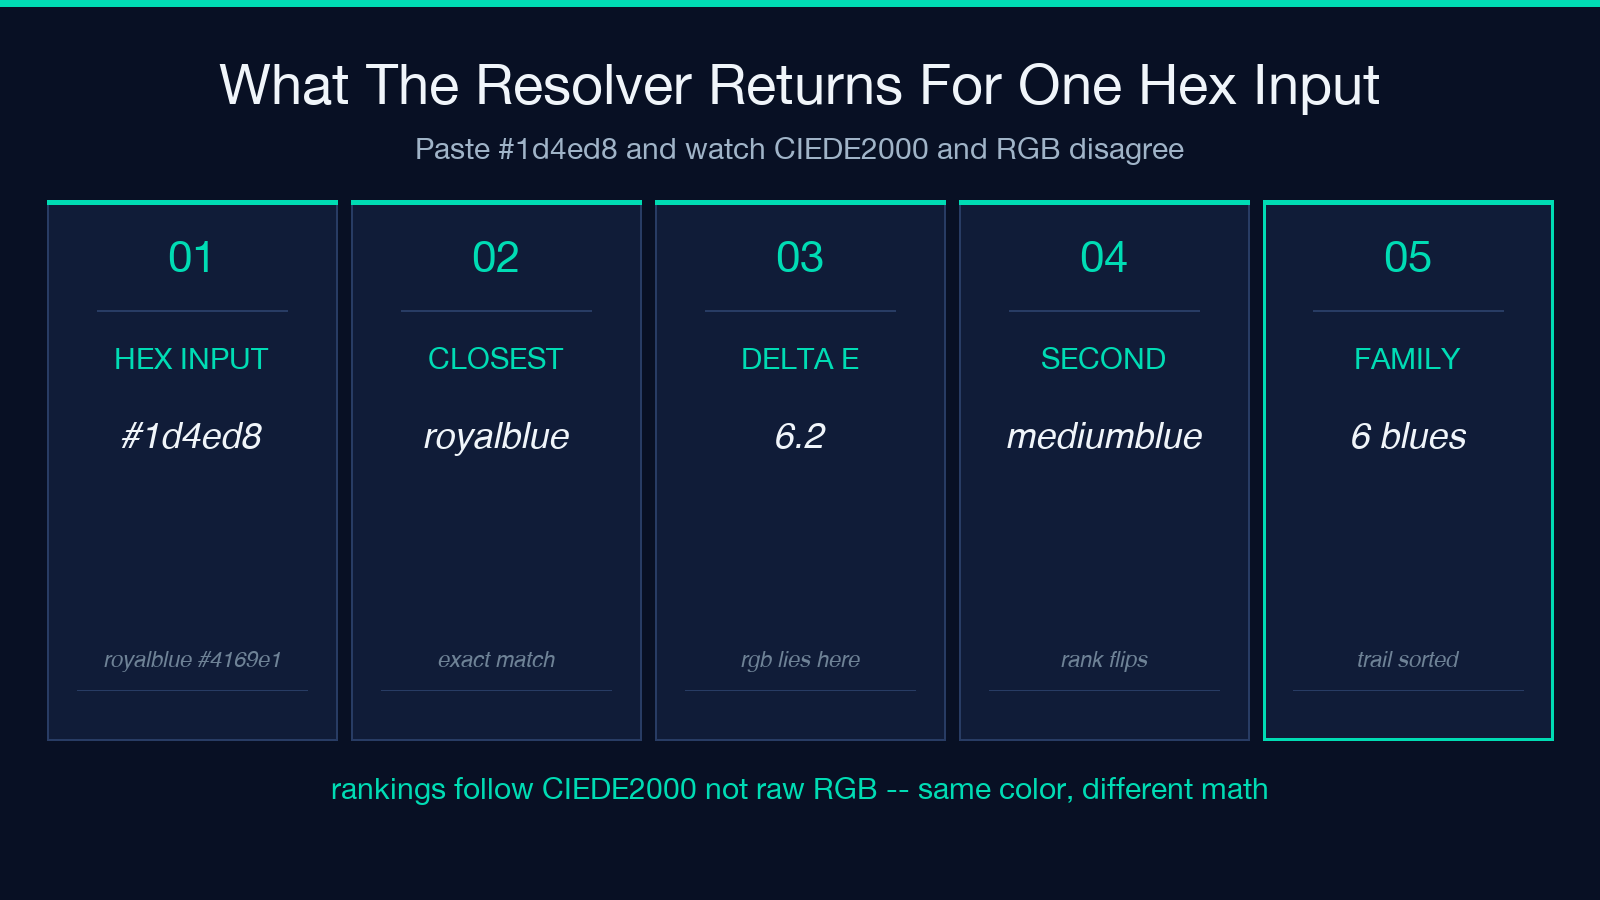 What The Resolver Returns For One Hex Input
Paste #1d4ed8 and watch CIEDE2000 and RGB disagree
01
HEX INPUT
#1d4ed8
royalblue #4169e1
02
CLOSEST
royalblue
exact match
03
DELTA E
6.2
rgb lies here
04
SECOND
mediumblue
rank flips
05
FAMILY
6 blues
trail sorted
rankings follow CIEDE2000 not raw RGB -- same color, different math